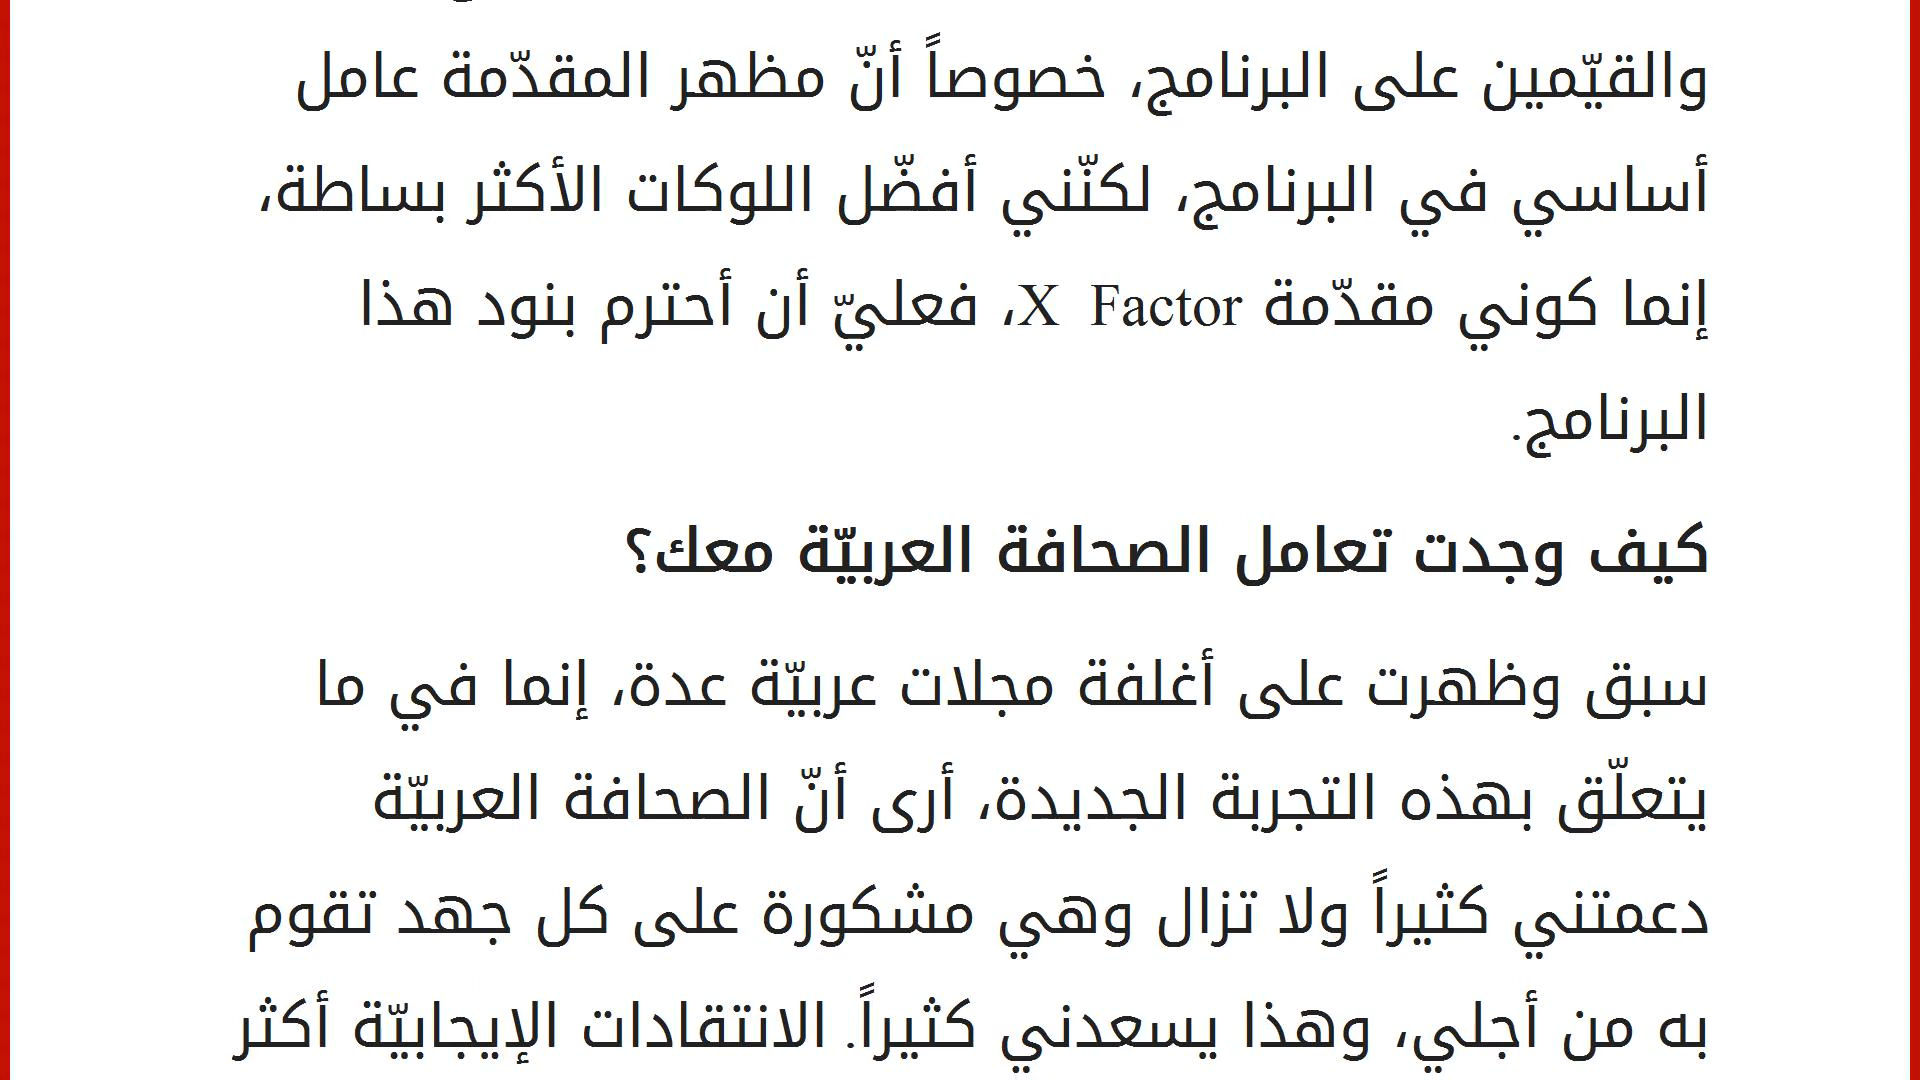 والقيّمين على البرنامج، خصوصاً أنّ مظهر المقدّمة عامل
أساسي في البرنامج، لكنّني أفضّل اللوكات الأكثر بساطة،
إنما كوني مقدّمة X Factor، فعليّ أن أحترم بنود هذا
البرنامج.
كيف وجدت تعامل الصحافة العربيّة معك؟
سبق وظهرت على أغلفة مجلات عربيّة عدة، إنما في ما
يتعلّق بهذه التجربة الجديدة، أرى أنّ الصحافة العربيّة
دعمتني كثيراً ولا تزال وهي مشكورة على كل جهد تقوم
به من أجلي، وهذا يسعدني كثيراً. الانتقادات الإيجابيّة أكثر